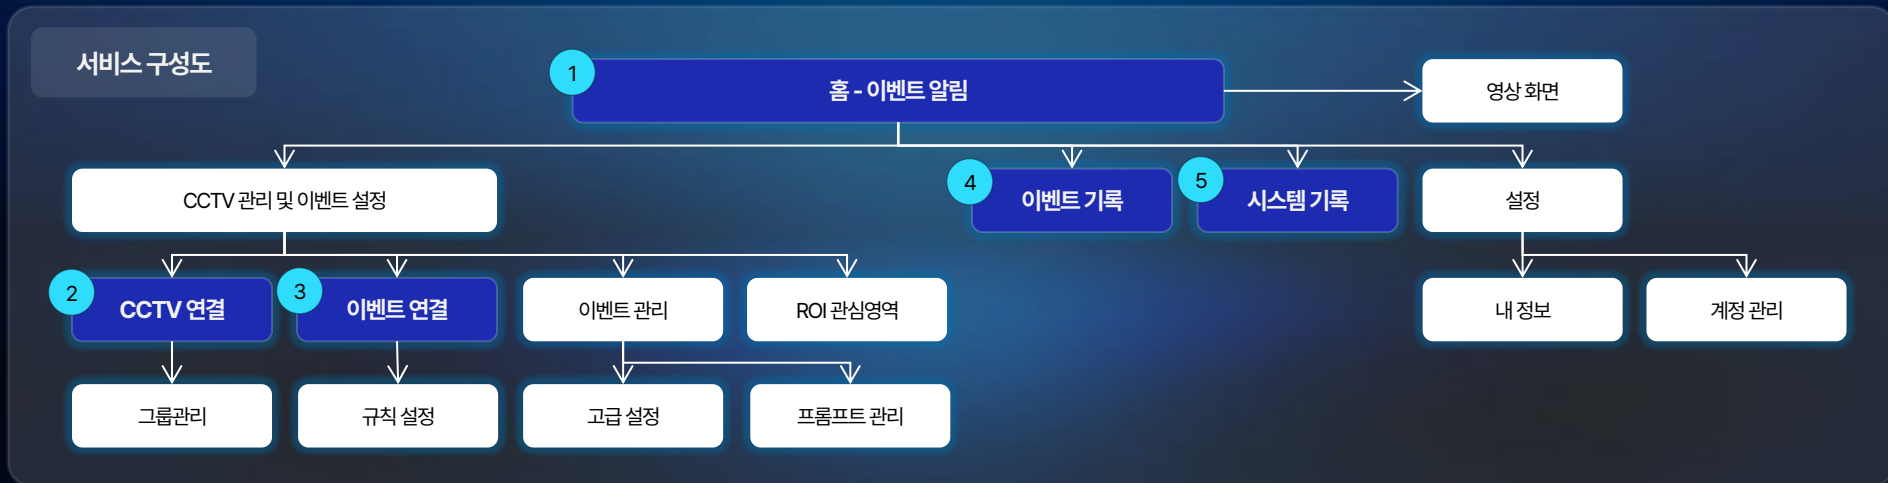 서비스 구성도
1
홈 - 이벤트 알림
영상 화면
CCTV 관리 및 이벤트 설정
4
이벤트 기록
5
시스템 기록
설정
2
CCTV 연결
3
이벤트 연결
이벤트 관리
ROI 관심영역
내 정보
계정 관리
그룹관리
규칙 설정
고급 설정
프롬프트 관리